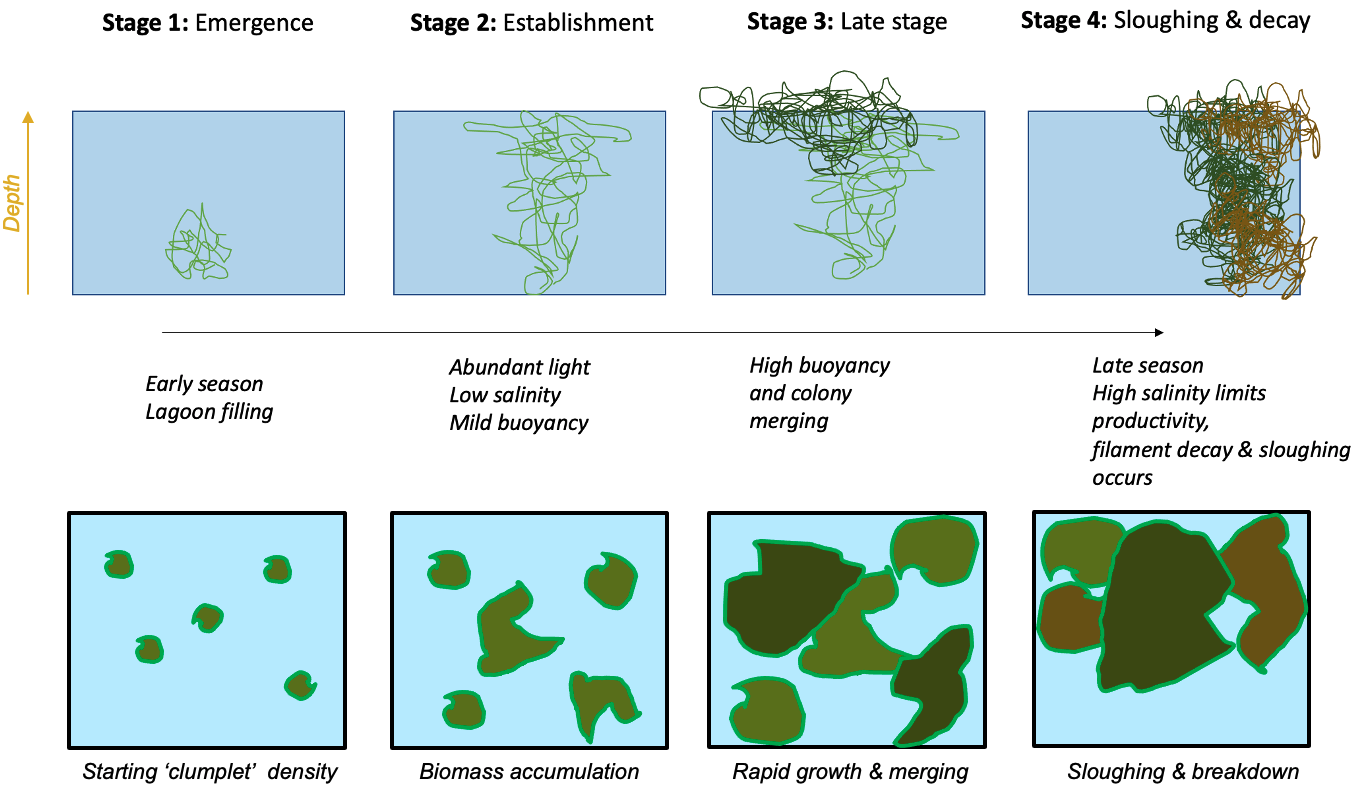 Stage 1: Emergence
Stage 2: Establishment
Stage 3: Late stage
Stage 4: Sloughing & decay
Depth
Early season
Lagoon filling
Abundant light
Low salinity
Mild buoyancy
High buoyancy
and colony
merging
Late season
High salinity limits
productivity,
filament decay & sloughing
occurs
Starting ‘clumplet’ density
Biomass accumulation
Rapid growth & merging
Sloughing & breakdown